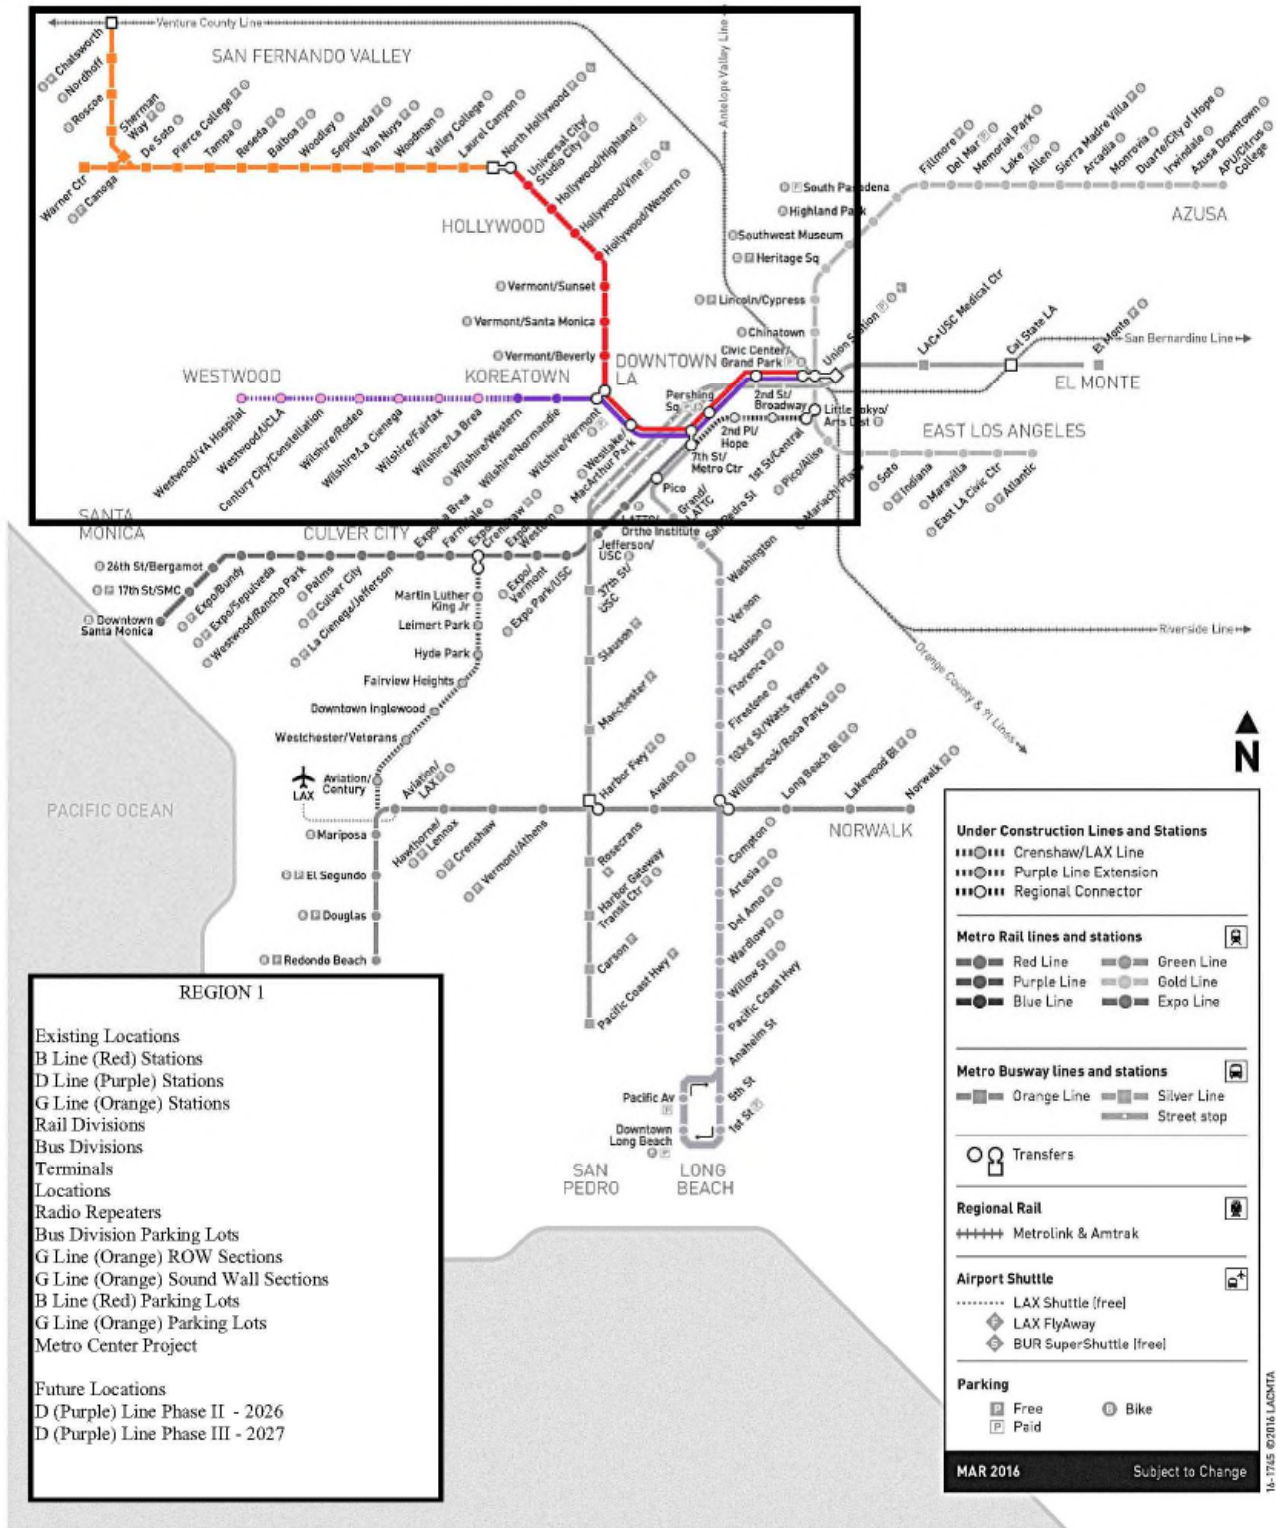 Ventura County Line
Antelope Valley Line
SAN FERNANDO VALLEY
Chatsworth
Nordhoff
Roscoe
Sherman
Way
Warner Ctr
Canoga
De Soto
Pierce College
Tampa
Reseda
Balboa
Woodley
Sepulveda
Van Nuys
Woodman
Valley College
Laurel Canyon
North Hollywood
Universal City/
Studio City
Hollywood/Highland
Hollywood/Vine
Hollywood/Western
HOLLYWOOD
Vermont/Sunset
Vermont/Santa Monica
Vermont/Beverly
Fillmore
Del Mar
Memorial Park
Lake
Allen
Sierra Madre Villa
Arcadia
Monrovia
Duarte/City of Hope
Irwindale
Azusa Downtown
APU/Citrus
College
AZUSA
South Pasadena
Highland Park
Southwest Museum
Heritage Sq
Lincoln/Cypress
Chinatown
Union Station
LAC+USC Medical Ctr
Cal State LA
El Monte
San Bernardino Line
EL MONTE
DOWNTOWN
LA
Civic Center/
Grand Park
Pershing
Sq
2nd St/
Broadway
2nd Pl/
Hope
Little Tokyo/
Arts Dist
7th St/
Metro Ctr
1st St/Central
Pico/Aliso
Mariachi Plaza
Soto
Indiana
Maravilla
East LA Civic Ctr
Atlantic
EAST LOS ANGELES
WESTWOOD
KOREATOWN
Westwood/VA Hospital
Westwood/UCLA
Century City/Constellation
Wilshire/Rodeo
Wilshire/La Cienega
Wilshire/Fairfax
Wilshire/La Brea
Wilshire/Western
Wilshire/Normandie
Wilshire/Vermont
Westlake/
MacArthur Park
Pico
Grand/
LATTC
San Pedro St
LATTC/
Ortho Institute
Washington
Vernon
Slauson
Florence
Firestone
103rd St/Watts Towers
Willowbrook/Rosa Parks
Long Beach Bl
Lakewood Bl
Norwalk
NORWALK
SANTA
MONICA
CULVER CITY
26th St/Bergamot
17th St/SMC
Downtown
Santa Monica
Expo/Bundy
Expo/Sepulveda
Westwood/Rancho Park
Palms
Culver City
La Cienega/Jefferson
Expo/La Brea
Farmdale
Expo/
Crenshaw
Expo/
Western
Expo/
Vermont
Expo Park/USC
Jefferson/
USC
37th St/
USC
Slauson
Manchester
Harbor Fwy
Avalon
Martin Luther
King Jr
Leimert Park
Hyde Park
Fairview Heights
Downtown Inglewood
Westchester/Veterans
Aviation/
Century
LAX
Aviation/
LAX
Mariposa
El Segundo
Douglas
Redondo Beach
Hawthorne/
Lennox
Crenshaw
Vermont/Athens
Rosecrans
Harbor Gateway
Transit Ctr
Carson
Pacific Coast Hwy
Compton
Artesia
Del Amo
Wardlow
Willow St
Pacific Coast Hwy
Anaheim St
5th St
1st St
Pacific Av
Downtown
Long Beach
SAN
PEDRO
LONG
BEACH
PACIFIC OCEAN
Riverside Line
Orange County & 91 Lines
N
REGION 1
Existing Locations
B Line (Red) Stations
D Line (Purple) Stations
G Line (Orange) Stations
Rail Divisions
Bus Divisions
Terminals
Locations
Radio Repeaters
Bus Division Parking Lots
G Line (Orange) ROW Sections
G Line (Orange) Sound Wall Sections
B Line (Red) Parking Lots
G Line (Orange) Parking Lots
Metro Center Project
Future Locations
D (Purple) Line Phase II - 2026
D (Purple) Line Phase III - 2027
Under Construction Lines and Stations
Crenshaw/LAX Line
Purple Line Extension
Regional Connector
Metro Rail lines and stations
Red Line
Green Line
Purple Line
Gold Line
Blue Line
Expo Line
Metro Busway lines and stations
Orange Line
Silver Line
Street stop
Transfers
Regional Rail
Metrolink & Amtrak
Airport Shuttle
LAX Shuttle (free)
LAX FlyAway
BUR SuperShuttle (free)
Parking
P Free
B Bike
P Paid
MAR 2016
Subject to Change
16-1745 ©2016 LACMTA